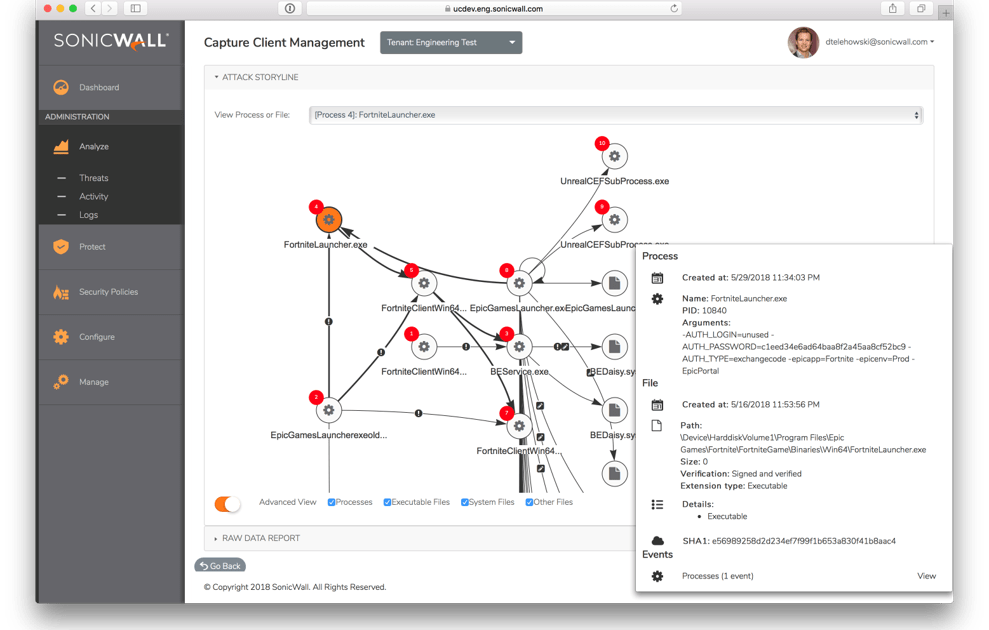 ucdev.eng.sonicwall.com
SONICWALL
Capture Client Management
Tenant: Engineering Test
dtelehowski@sonicwall.com
Dashboard
ADMINISTRATION
Analyze
Threats
Activity
Logs
Protect
Security Policies
Configure
Manage
ATTACK STORYLINE
View Process or File:
[Process 4]: FortniteLauncher.exe
10
UnrealCEFSubProcess.exe
4
9
FortniteLauncher.exe
UnrealCEFSubProcess.exe
5
8
FortniteClientWin64...
EpicGamesLauncher.exe
EpicGamesLaunc
1
3
FortniteClientWin64...
BEService.exe
BEDaisy.sy
2
7
EpicGamesLauncherexeold...
BEDaisy.sy
FortniteClientWin64...
Advanced View
Processes
Executable Files
System Files
Other Files
RAW DATA REPORT
Go Back
© Copyright 2018 SonicWall. All Rights Reserved.
Process
Created at: 5/29/2018 11:34:03 PM
Name: FortniteLauncher.exe
PID: 10840
Arguments:
-AUTH_LOGIN=unused -
AUTH_PASSWORD=c1eed34e6ad64baa8f2a45aa8cf52bc9 -
AUTH_TYPE=exchangecode -epicapp=Fortnite -epicenv=Prod -
EpicPortal
File
Created at: 5/16/2018 11:53:56 PM
Path:
\Device\HarddiskVolume1\Program Files\Epic
Games\Fortnite\FortniteGame\Binaries\Win64\FortniteLauncher.exe
Size: 0
Verification: Signed and verified
Extension type: Executable
Details:
• Executable
SHA1: e56989258d2d234ef7f99f1b653a830f41b8aac4
Events
Processes (1 event)
View